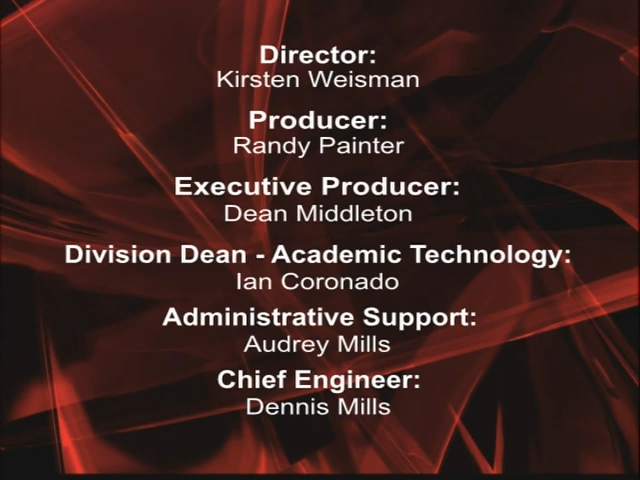 Director:
Kirsten Weisman
Producer:
Randy Painter
Executive Producer:
Dean Middleton
Division Dean - Academic Technology:
Ian Coronado
Administrative Support:
Audrey Mills
Chief Engineer:
Dennis Mills